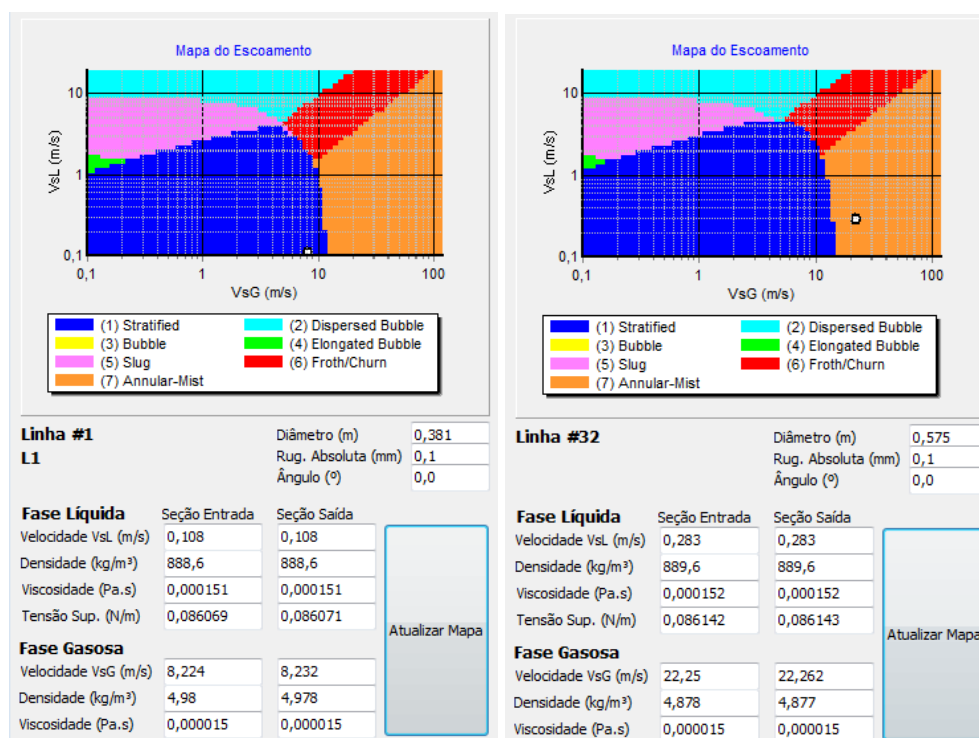 Mapa do Escoamento
10
1
0,1
VsL (m/s)
0,1 1 10 100
VsG (m/s)
(1) Stratified (2) Dispersed Bubble
(3) Bubble (4) Elongated Bubble
(5) Slug (6) Froth/Churn
(7) Annular-Mist
Linha #1 Diâmetro (m) 0,381
L1 Rug. Absoluta (mm) 0,1
Ângulo (º) 0,0
Fase Líquida Seção Entrada Seção Saída
Velocidade VsL (m/s) 0,108 0,108
Densidade (kg/m³) 888,6 888,6
Viscosidade (Pa.s) 0,000151 0,000151
Tensão Sup. (N/m) 0,086069 0,086071
Atualizar Mapa
Fase Gasosa
Velocidade VsG (m/s) 8,224 8,232
Densidade (kg/m³) 4,98 4,978
Viscosidade (Pa.s) 0,000015 0,000015
Mapa do Escoamento
10
1
0,1
VsL (m/s)
0,1 1 10 100
VsG (m/s)
(1) Stratified (2) Dispersed Bubble
(3) Bubble (4) Elongated Bubble
(5) Slug (6) Froth/Churn
(7) Annular-Mist
Linha #32 Diâmetro (m) 0,575
Rug. Absoluta (mm) 0,1
Ângulo (º) 0,0
Fase Líquida Seção Entrada Seção Saída
Velocidade VsL (m/s) 0,283 0,283
Densidade (kg/m³) 889,6 889,6
Viscosidade (Pa.s) 0,000152 0,000152
Tensão Sup. (N/m) 0,086142 0,086143
Atualizar Mapa
Fase Gasosa
Velocidade VsG (m/s) 22,25 22,262
Densidade (kg/m³) 4,878 4,877
Viscosidade (Pa.s) 0,000015 0,000015